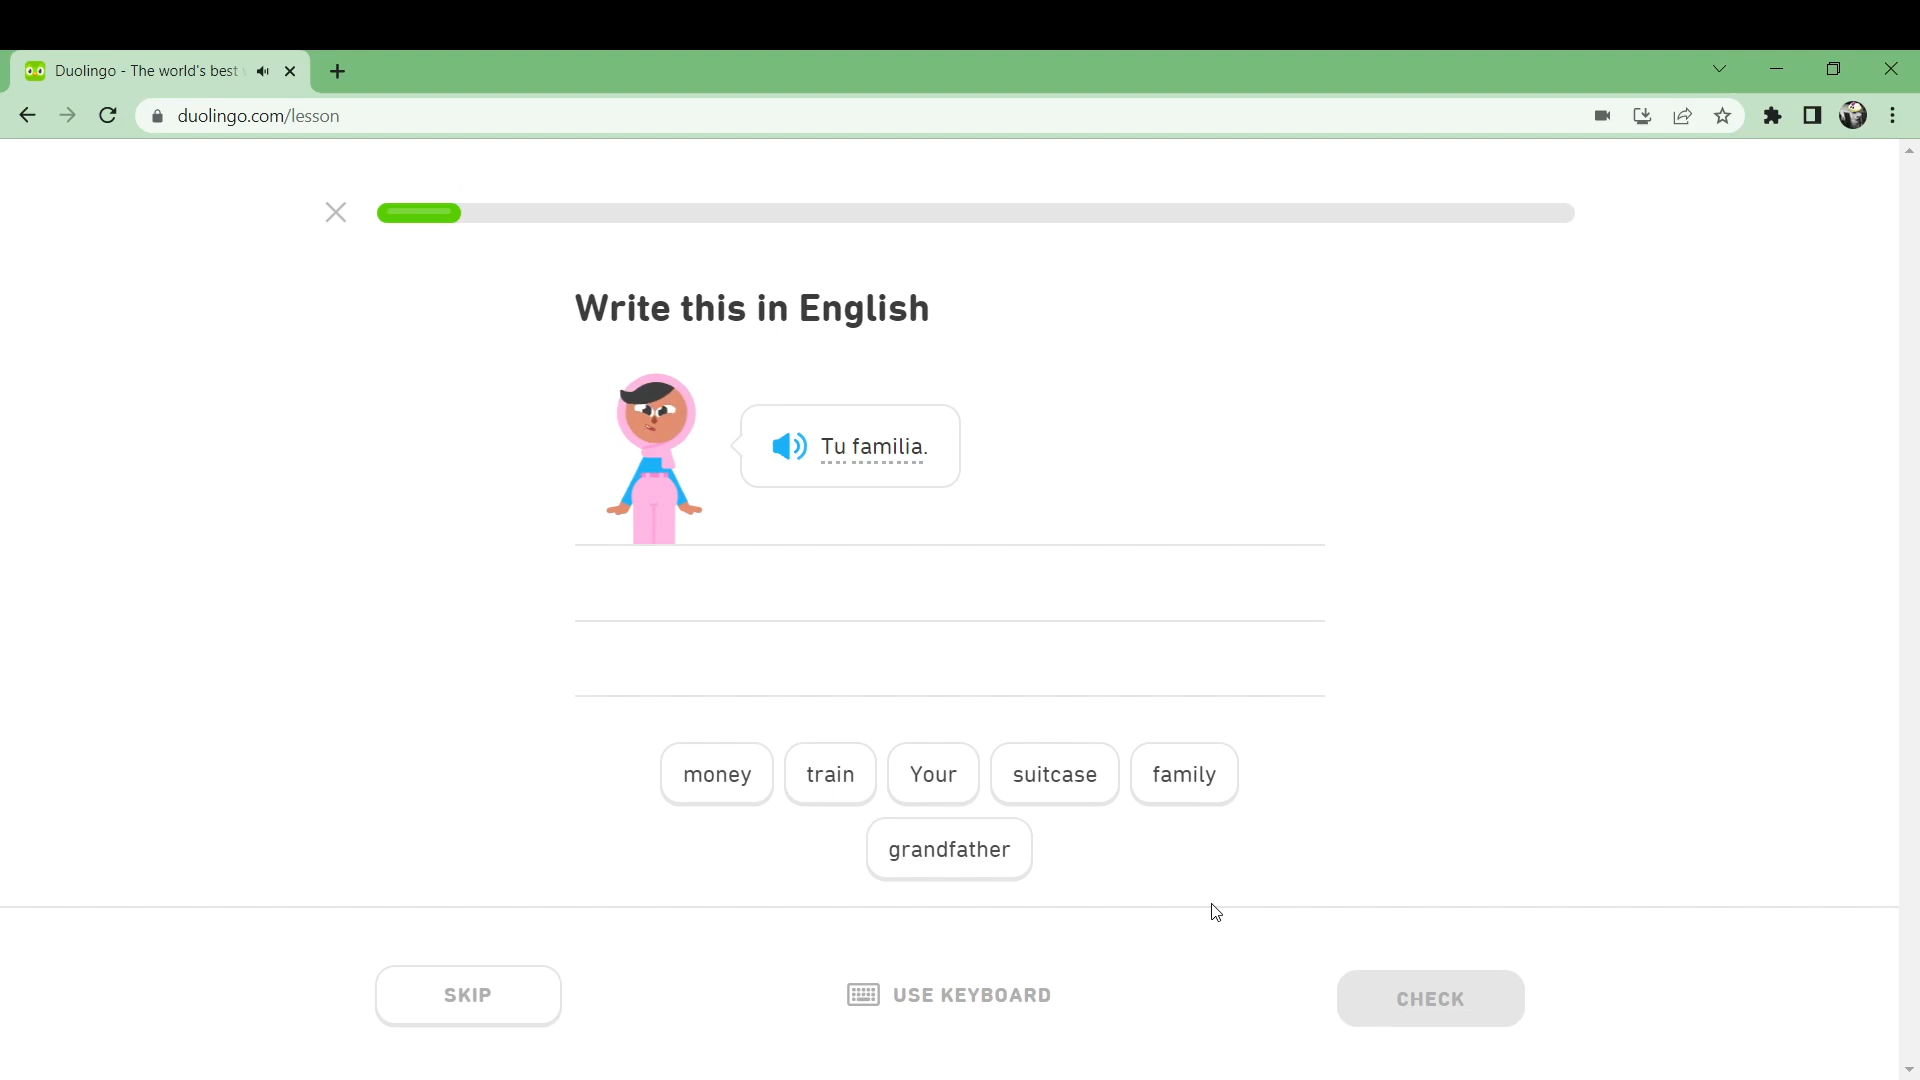 Duolingo - The world's best
duolingo.com/lesson
Write this in English
Tu familia.
money train Your suitcase family
grandfather
SKIP USE KEYBOARD CHECK